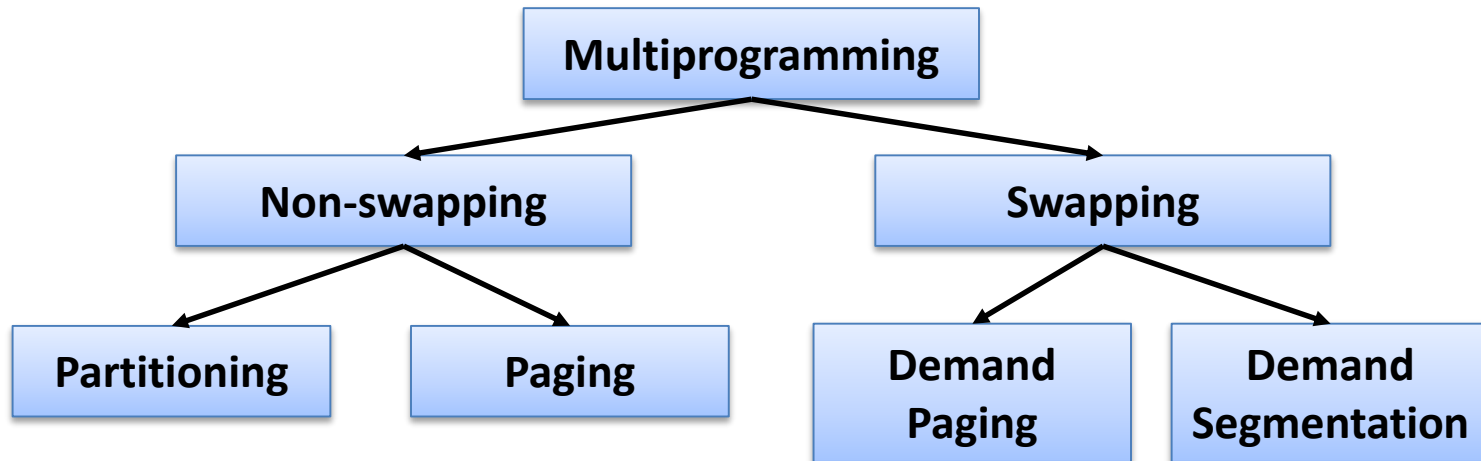 Multiprogramming
Non-swapping
Swapping
Partitioning
Paging
Demand
Paging
Demand
Segmentation